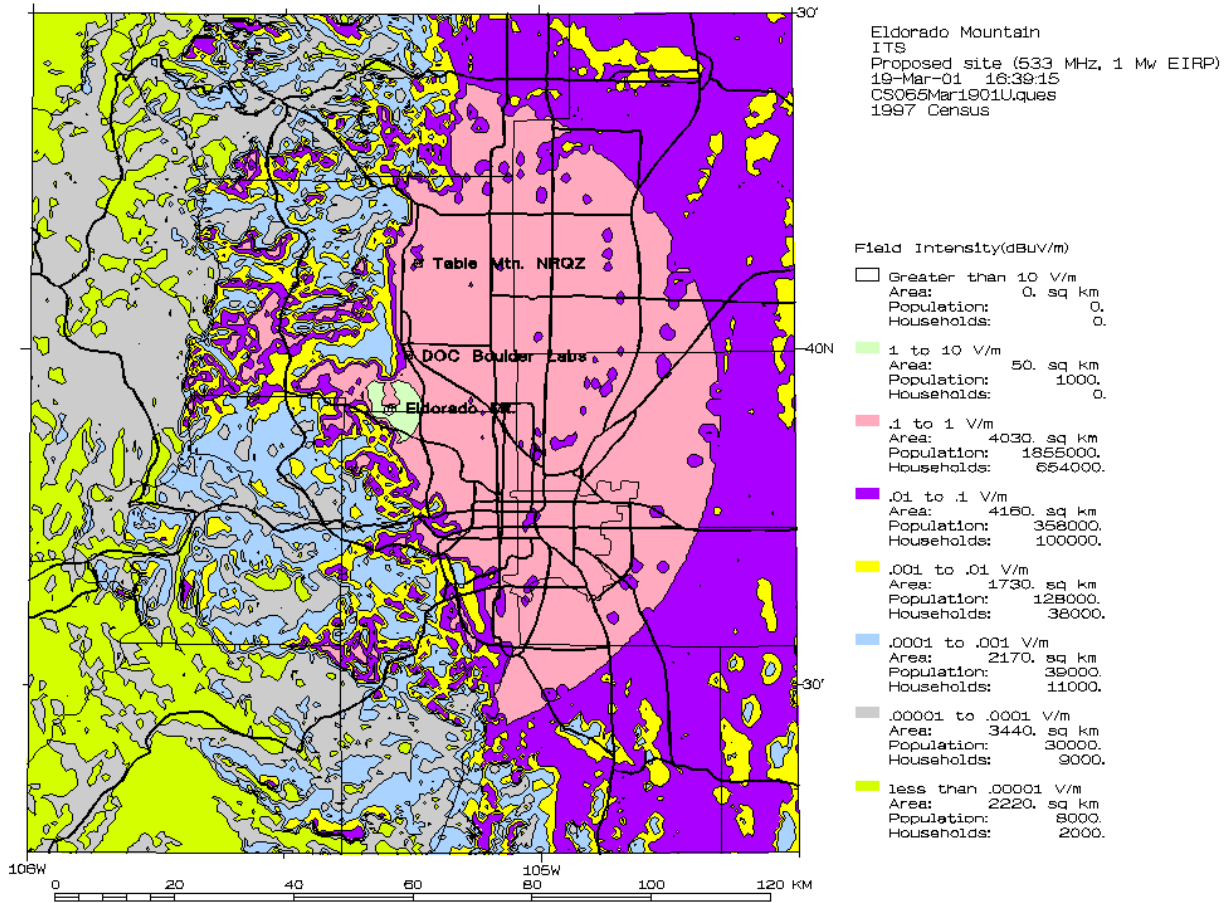 30'
Eldorado Mountain
ITS
Proposed site (533 MHz, 1 Mw EIRP)
19-Mar-01 16:39:15
CS065Mar1901U.ques
1997 Census
Table Mtn. NRQZ
40N
DOC Boulder Labs
Eldorado Mt.
30'
106W
105W
0 20 40 60 80 100 120 KM
Field Intensity(dBuV/m)
Greater than 10 V/m
Area: 0. sq km
Population: 0.
Households: 0.
1 to 10 V/m
Area: 50. sq km
Population: 1000.
Households: 0.
.1 to 1 V/m
Area: 4030. sq km
Population: 1855000.
Households: 654000.
.01 to .1 V/m
Area: 4160. sq km
Population: 358000.
Households: 100000.
.001 to .01 V/m
Area: 1730. sq km
Population: 128000.
Households: 38000.
.0001 to .001 V/m
Area: 2170. sq km
Population: 39000.
Households: 11000.
.00001 to .0001 V/m
Area: 3440. sq km
Population: 30000.
Households: 9000.
less than .00001 V/m
Area: 2220. sq km
Population: 8000.
Households: 2000.